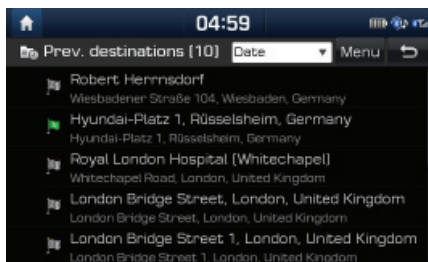 04:59
Prev. destinations (10) Date Menu
Robert Herrnsdorf
Wiesbadener Straße 104, Wiesbaden, Germany
Hyundai-Platz 1, Rüsselsheim, Germany
Hyundai-Platz 1, Rüsselsheim, Germany
Royal London Hospital (Whitechapel)
Whitechapel Road, London, United Kingdom
London Bridge Street, London, United Kingdom
London Bridge Street, London, United Kingdom
London Bridge Street 1, London, United Kingdom
London Bridge Street 1, London, United Kingdom